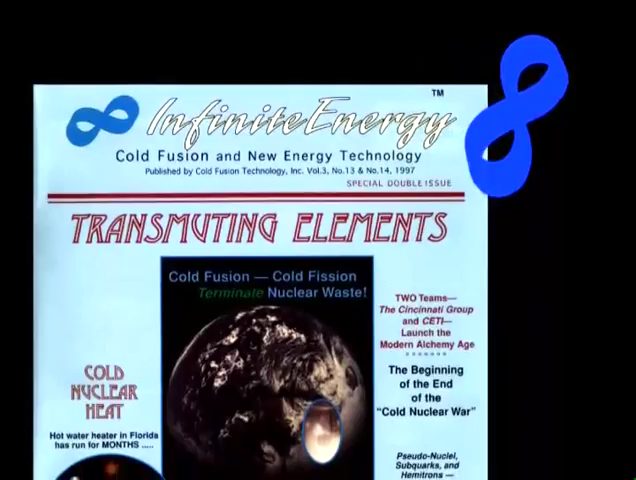 TM
InfiniteEnergy
Cold Fusion and New Energy Technology
Published by Cold Fusion Technology, Inc. Vol.3, No.13 & No.14, 1997
SPECIAL DOUBLE ISSUE
TRANSMUTING ELEMENTS
Cold Fusion — Cold Fission
Terminate Nuclear Waste!
TWO Teams—
The Cincinnati Group
and CETI—
Launch the
Modern Alchemy Age
*******
The Beginning
of the End
of the
"Cold Nuclear War"
COLD
NUCLEAR
HEAT
Hot water heater in Florida
has run for MONTHS .....
Pseudo-Nuclei,
Subquarks, and
Hemitrons —